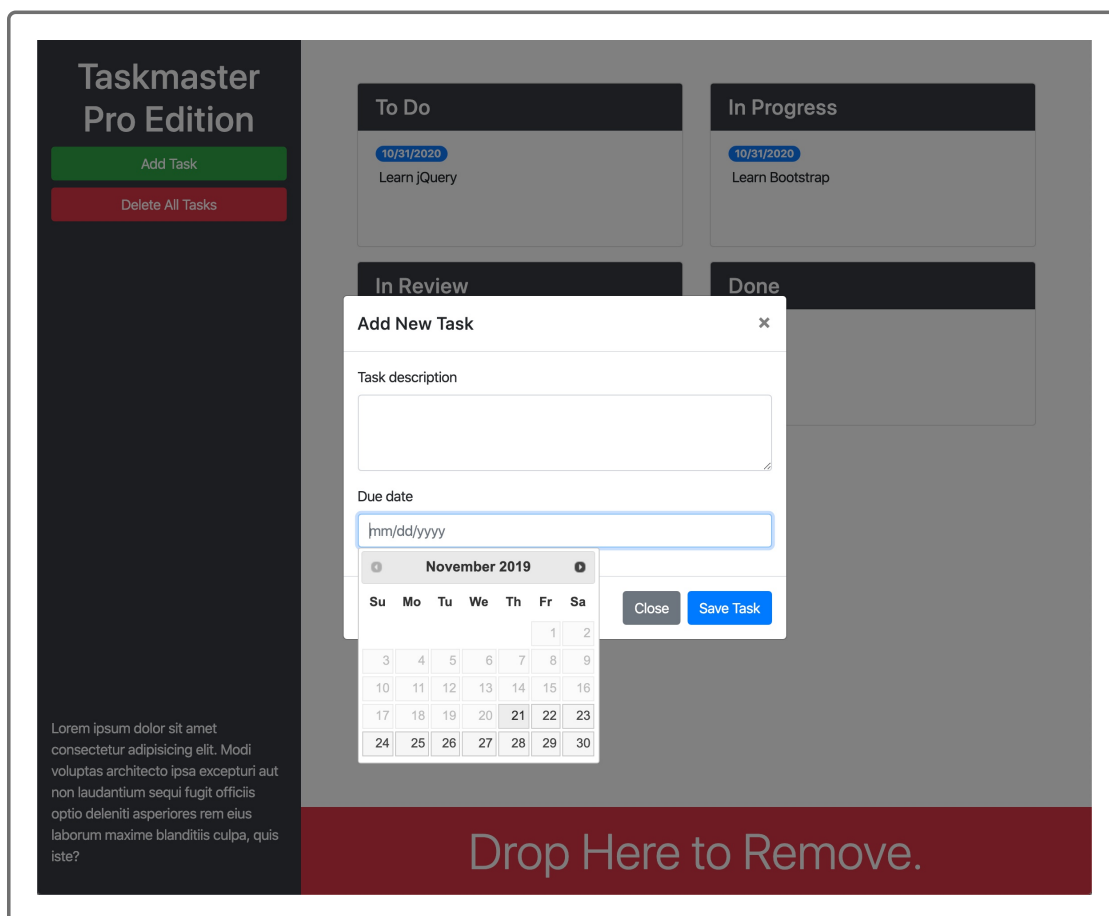 Taskmaster
Pro Edition
Add Task
Delete All Tasks
Lorem ipsum dolor sit amet
consectetur adipisicing elit. Modi
voluptas architecto ipsa excepturi aut
non laudantium sequi fugit officiis
optio deleniti asperiores rem eius
laborum maxime blanditiis culpa, quis
iste?
To Do
10/31/2020
Learn jQuery
In Progress
10/31/2020
Learn Bootstrap
In Review
Done
Add New Task ×
Task description
Due date
mm/dd/yyyy
November 2019
Su Mo Tu We Th Fr Sa
1 2
3 4 5 6 7 8 9
10 11 12 13 14 15 16
17 18 19 20 21 22 23
24 25 26 27 28 29 30
Close Save Task
Drop Here to Remove.